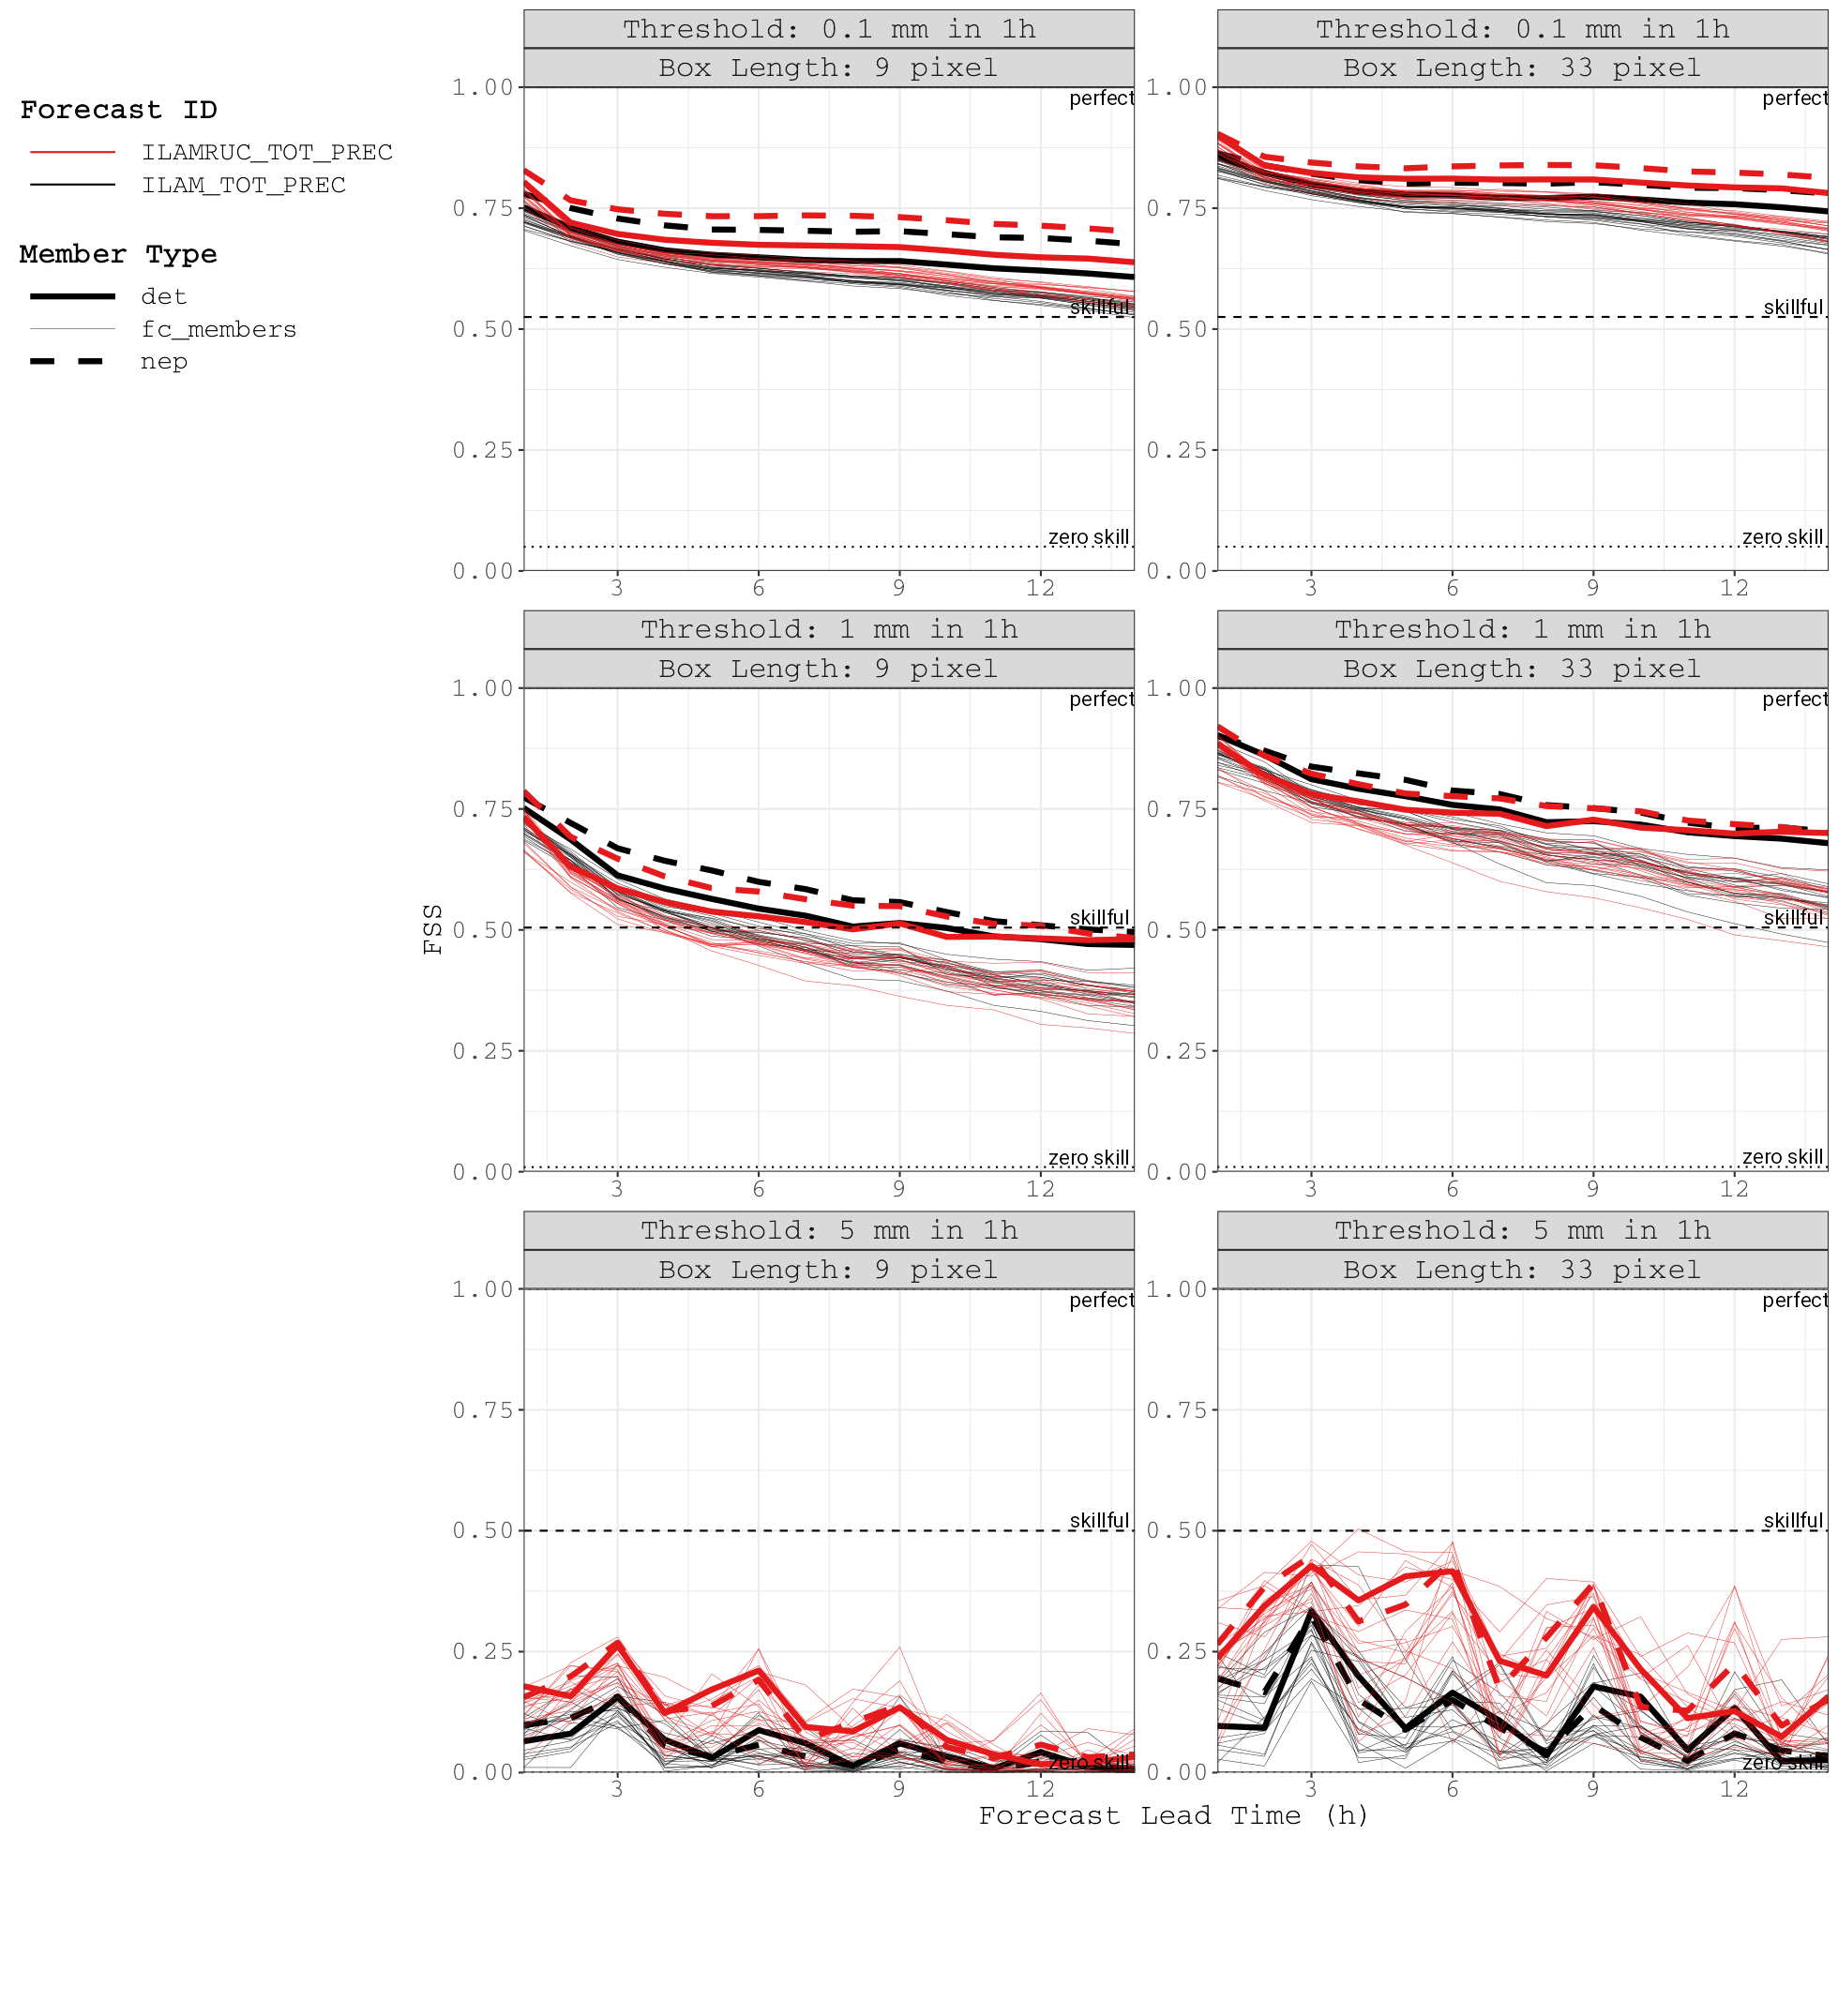 Forecast ID
ILAMRUC_TOT_PREC
ILAM_TOT_PREC
Member Type
det
fc_members
nep
Threshold: 0.1 mm in 1h
Box Length: 9 pixel
1.00
0.75
0.50
0.25
0.00
perfect
skillful
zero skill
3 6 9 12
Threshold: 0.1 mm in 1h
Box Length: 33 pixel
1.00
0.75
0.50
0.25
0.00
perfect
skillful
zero skill
3 6 9 12
FSS
Threshold: 1 mm in 1h
Box Length: 9 pixel
1.00
0.75
0.50
0.25
0.00
perfect
skillful
zero skill
3 6 9 12
Threshold: 1 mm in 1h
Box Length: 33 pixel
1.00
0.75
0.50
0.25
0.00
perfect
skillful
zero skill
3 6 9 12
Threshold: 5 mm in 1h
Box Length: 9 pixel
1.00
0.75
0.50
0.25
0.00
perfect
skillful
zero skill
3 6 9 12
Threshold: 5 mm in 1h
Box Length: 33 pixel
1.00
0.75
0.50
0.25
0.00
perfect
skillful
zero skill
3 6 9 12
Forecast Lead Time (h)